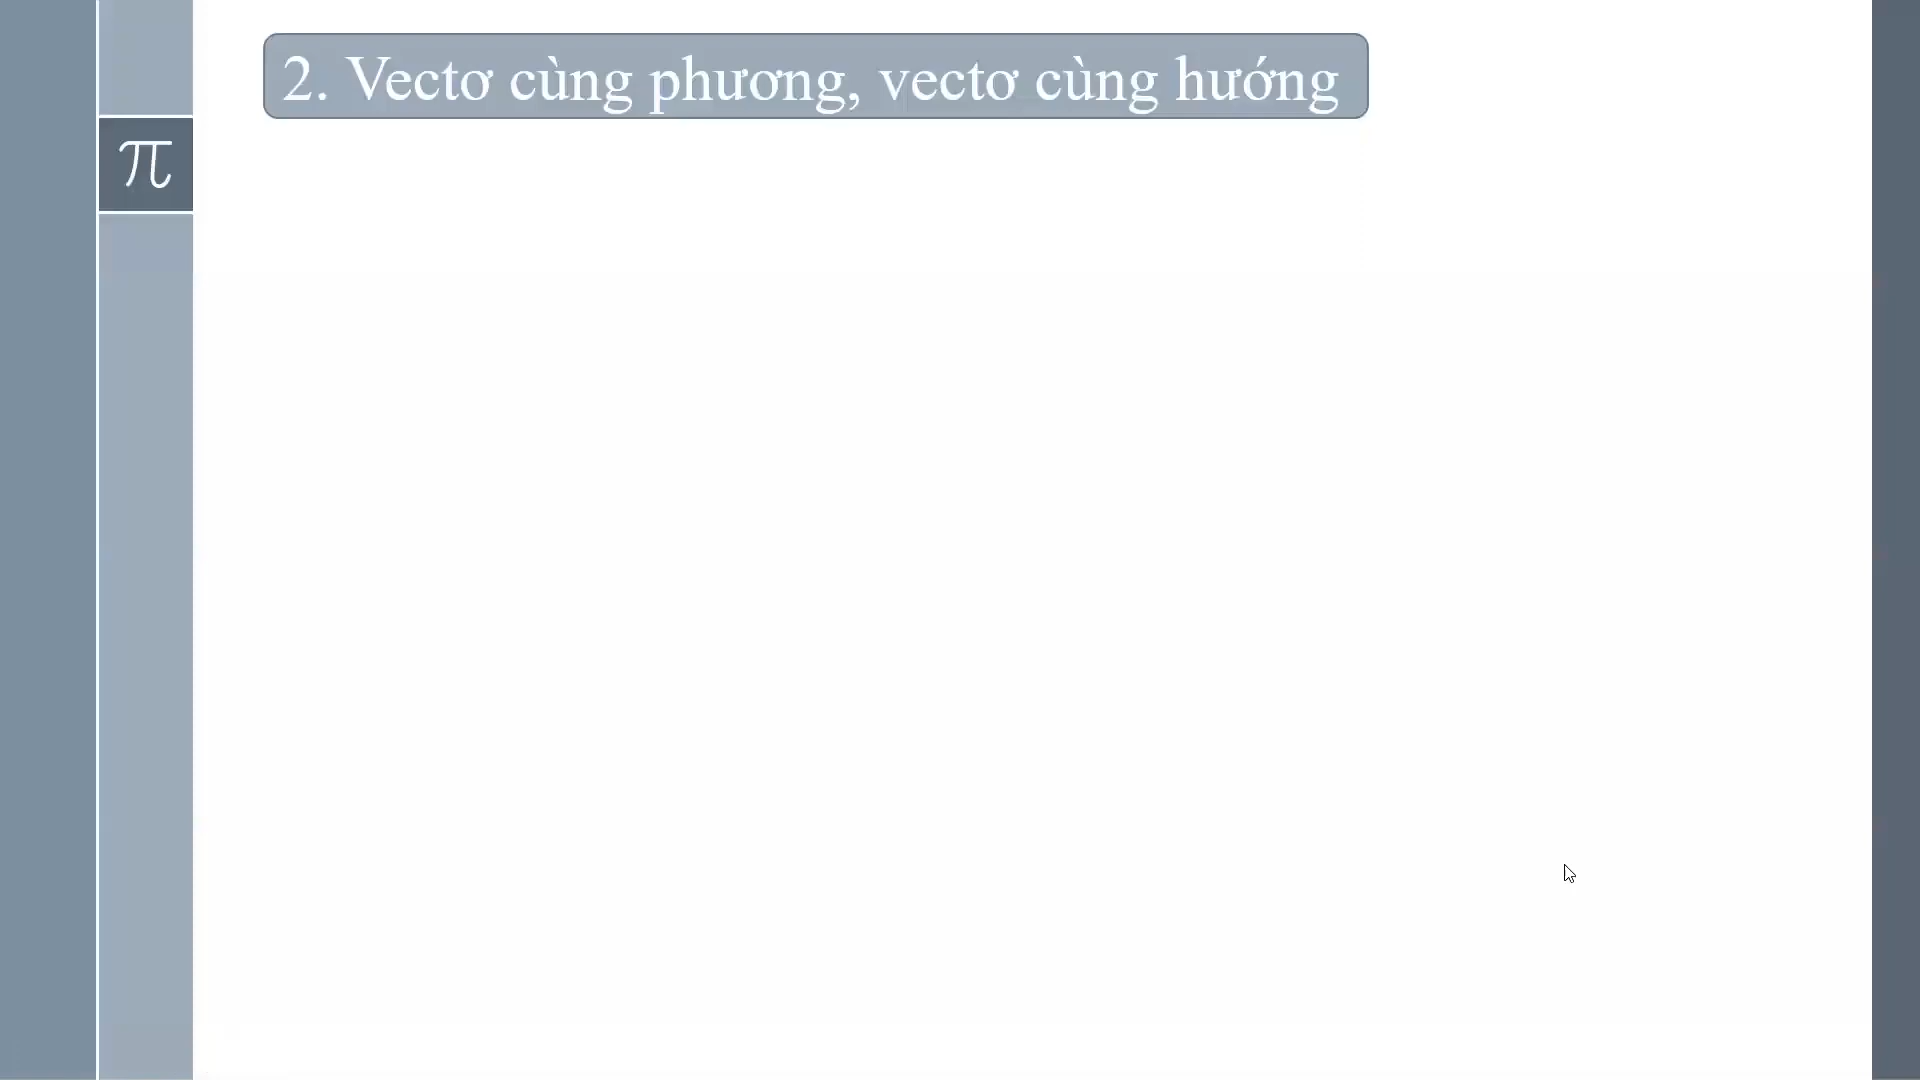 2. Vectơ cùng phương, vectơ cùng hướng
π